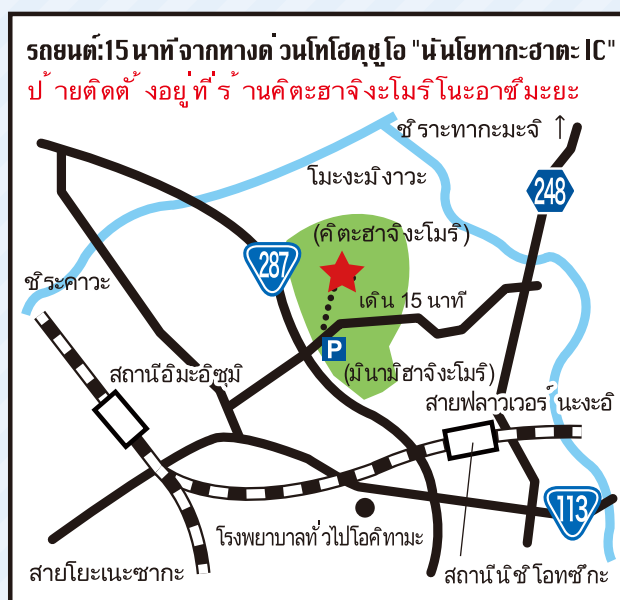 รถยนต์:15 นาทีจากทางด่วนโทโฮคุชูโอ "นันโยทากะฮาตะ IC"
ป้ายติดตั้งอยู่ที่ร้านคิตะฮาจิงะโมริโนะอาซึมะยะ
ชิราะทากะมะจิ ↑
โมะงะมิงาวะ
248
(คิตะฮาจิงะโมริ)
287
ชิระคาวะ
เดิน 15 นาที
P
สถานีอิมะอิซุมิ
(มินามิฮาจิงะโมริ)
สายฟลาวเวอร์ นะงะอิ
113
โรงพยาบาลทั่วไปโอคิทามะ
สายโยะเนะซากะ
สถานีนิชิโอทซึกะ